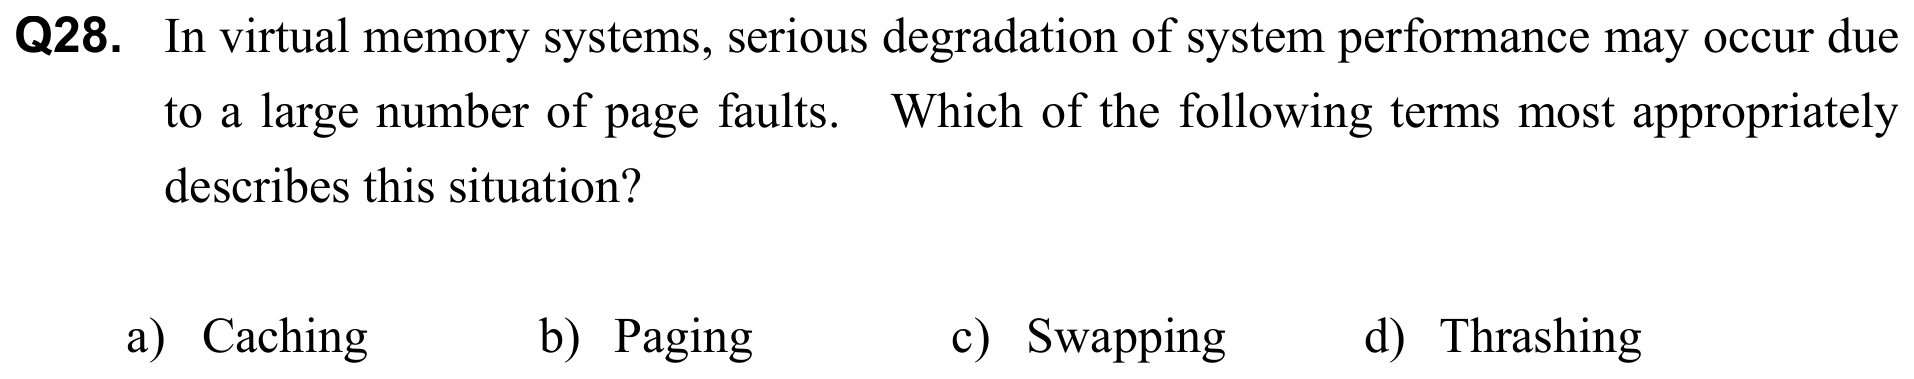 Q28. In virtual memory systems, serious degradation of system performance may occur due
to a large number of page faults. Which of the following terms most appropriately
describes this situation?
a) Caching b) Paging c) Swapping d) Thrashing